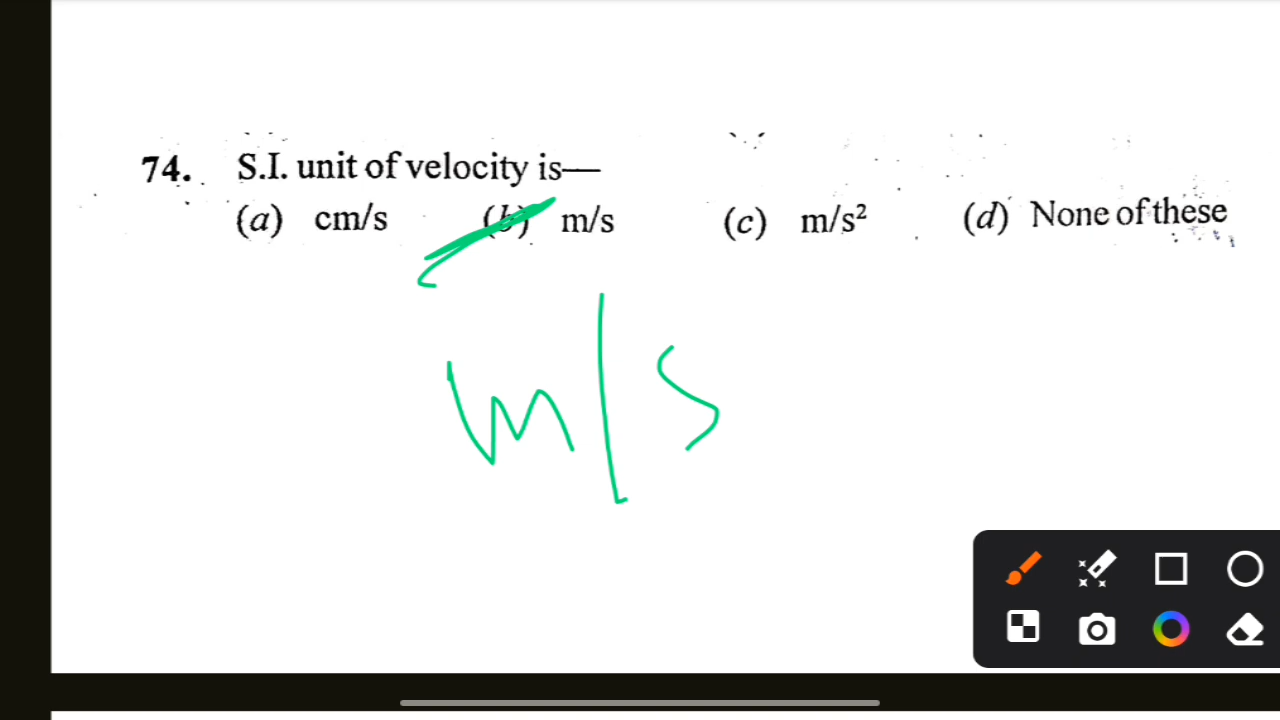 74. S.I. unit of velocity is—
(a) cm/s (b) m/s (c) m/s² (d) None of these
m/s